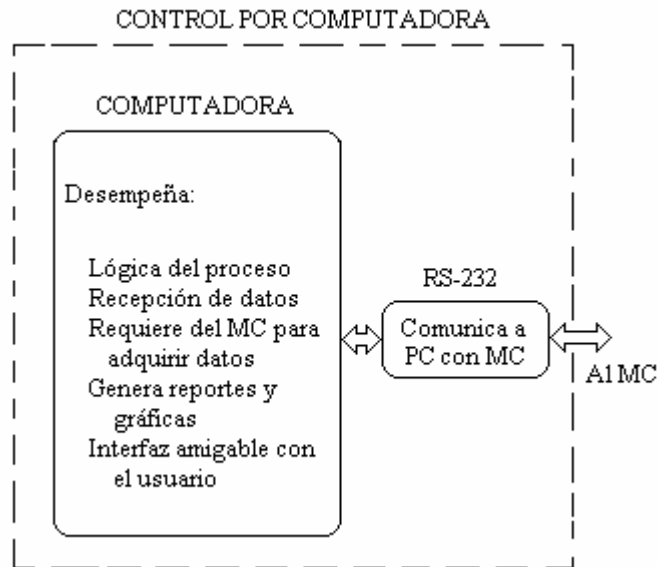 CONTROL POR COMPUTADORA
COMPUTADORA
Desempeña:
Lógica del proceso
Recepción de datos
Requiere del MC para
adquirir datos
Genera reportes y
gráficas
Interfaz amigable con
el usuario
RS-232
Comunica a
PC con MC
Al MC